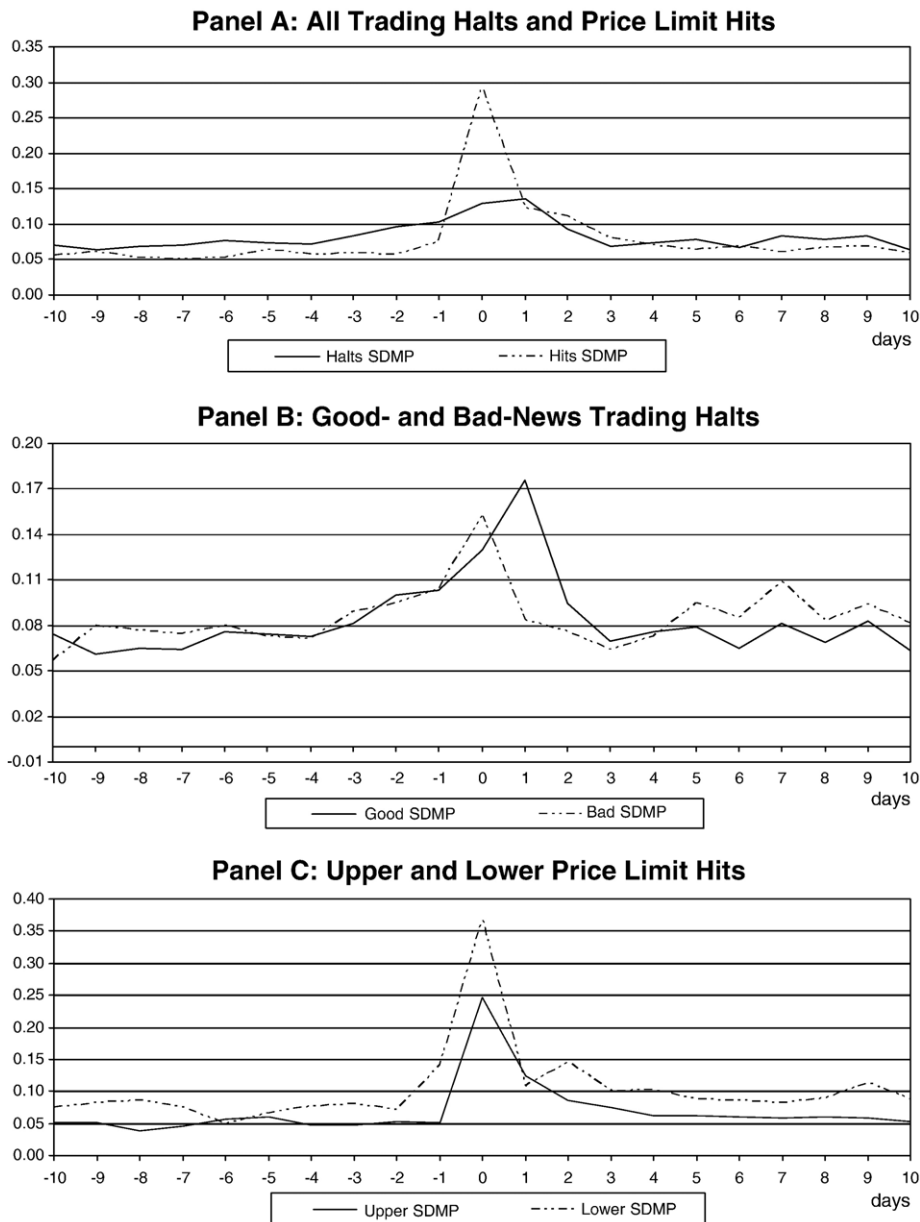 Panel A: All Trading Halts and Price Limit Hits
0.35
0.30
0.25
0.20
0.15
0.10
0.05
0.00
-10 -9 -8 -7 -6 -5 -4 -3 -2 -1 0 1 2 3 4 5 6 7 8 9 10
days
Halts SDMP Hits SDMP
Panel B: Good- and Bad-News Trading Halts
0.20
0.17
0.14
0.11
0.08
0.05
0.02
-0.01
-10 -9 -8 -7 -6 -5 -4 -3 -2 -1 0 1 2 3 4 5 6 7 8 9 10
days
Good SDMP Bad SDMP
Panel C: Upper and Lower Price Limit Hits
0.40
0.35
0.30
0.25
0.20
0.15
0.10
0.05
0.00
-10 -9 -8 -7 -6 -5 -4 -3 -2 -1 0 1 2 3 4 5 6 7 8 9 10
days
Upper SDMP Lower SDMP